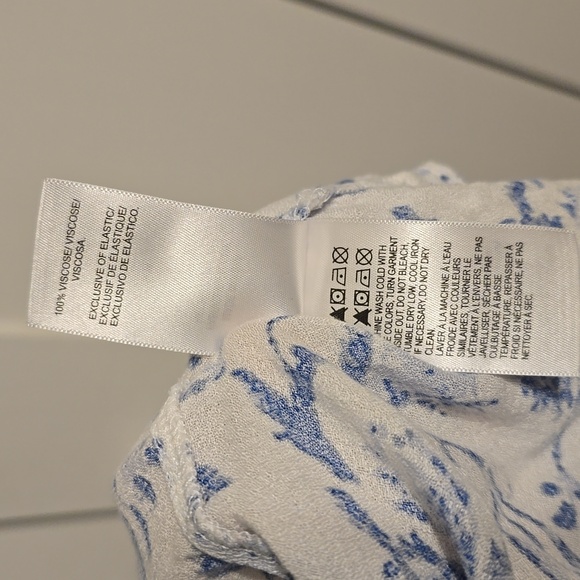 100% VISCOSE/ VISCOSE/
VISCOSA.
EXCLUSIVE OF ELASTIC/
EXCLUSIF DE ÉLASTIQUE/
EXCLUSIVO DE ELÁSTICO.
WASH COLD WITH
COLORS, TURN GARMENT
OUT, DO NOT BLEACH,
DRY LOW, COOL IRON
IF NECESSARY, DO NOT DRY
CLEAN
LAVER À LA MACHINE À L'EAU
FROIDE AVEC COULEURS
SIMILAIRES, TOURNER LE
VÊTEMENT À L'ENVERS, NE PAS
JAVELLISER, SÉCHER PAR
CULBUTAGE À BASSE
TEMPÉRATURE, REPASSER À
FROID SI NÉCESSAIRE, NE PAS
NETTOYER À SEC